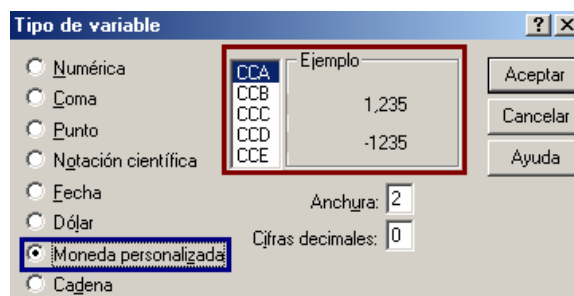 Tipo de variable
Numérica
Coma
Punto
Notación científica
Fecha
Dólar
Moneda personalizada
Cadena
CCA
CCB
CCC
CCD
CCE
Ejemplo
1,235
-1235
Anchura: 2
Cifras decimales: 0
Aceptar
Cancelar
Ayuda